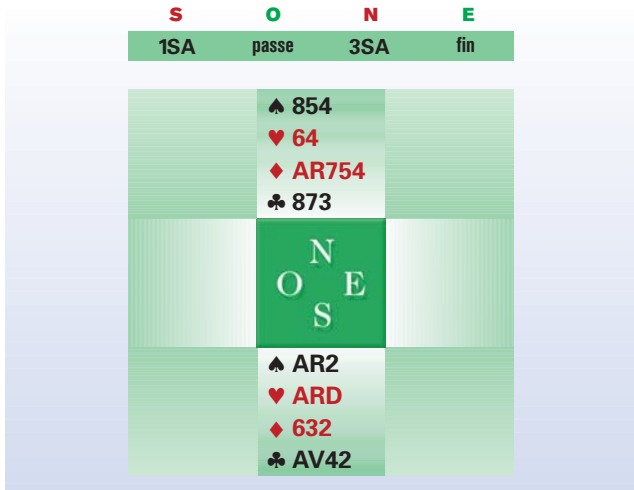 S O N E
1SA passe 3SA fin
♠ 854
♥ 64
♦ AR754
♣ 873
N
O E
S
♠ AR2
♥ ARD
♦ 632
♣ AV42